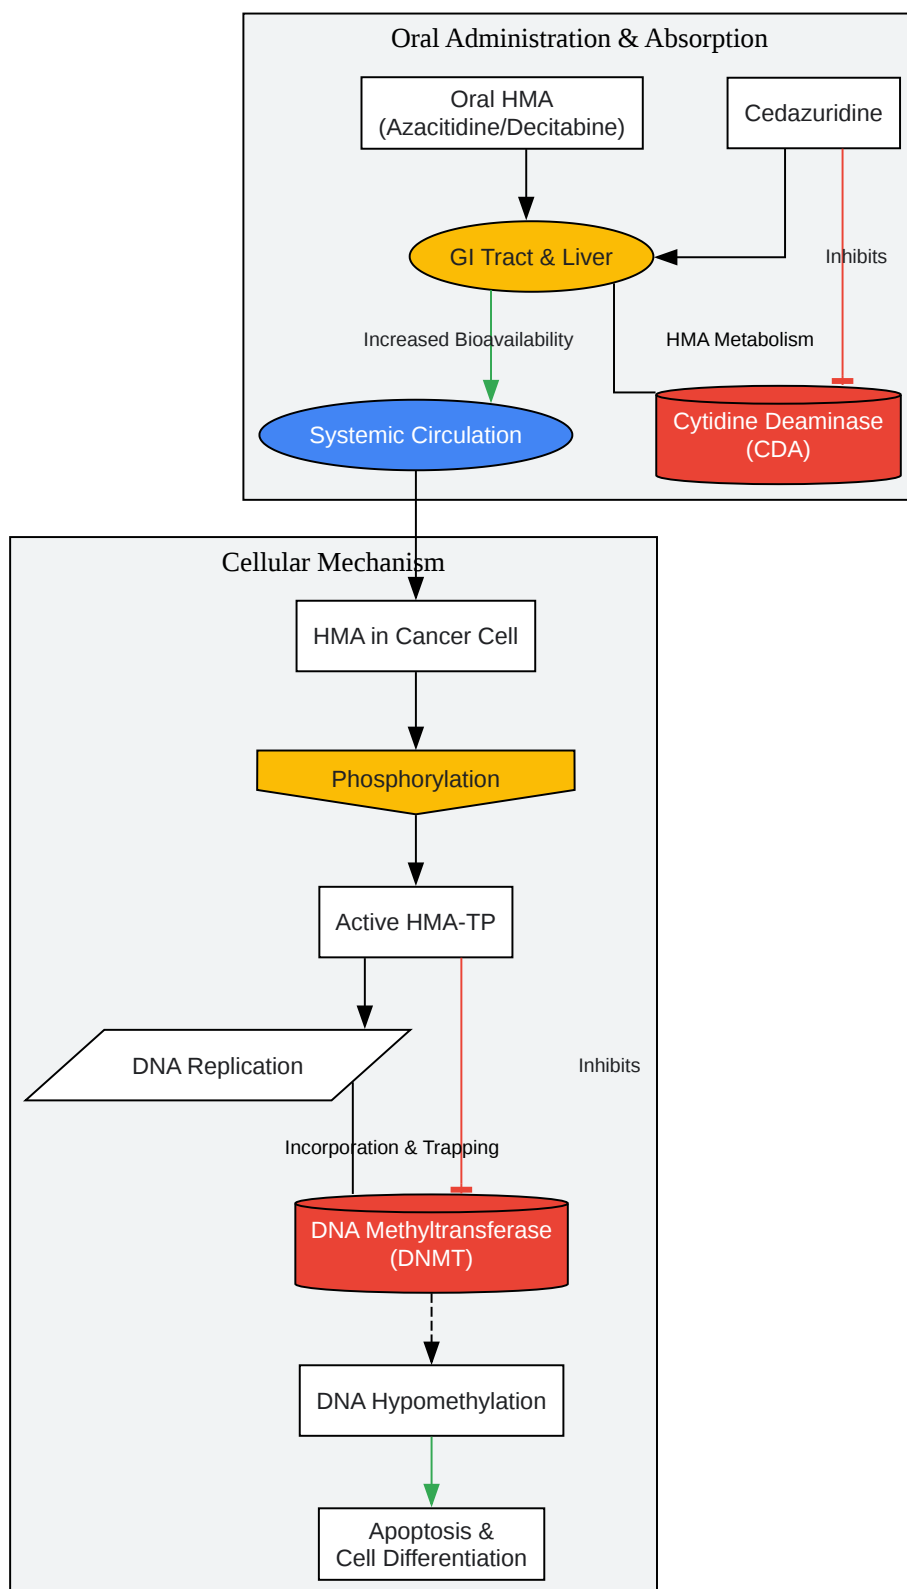 Oral Administration & Absorption
Oral HMA
(Azacitidine/Decitabine)
Cedazuridine
GI Tract & Liver
Inhibits
Increased Bioavailability
HMA Metabolism
Systemic Circulation
Cytidine Deaminase
(CDA)
Cellular Mechanism
HMA in Cancer Cell
Phosphorylation
Active HMA-TP
DNA Replication
Inhibits
Incorporation & Trapping
DNA Methyltransferase
(DNMT)
DNA Hypomethylation
Apoptosis &
Cell Differentiation